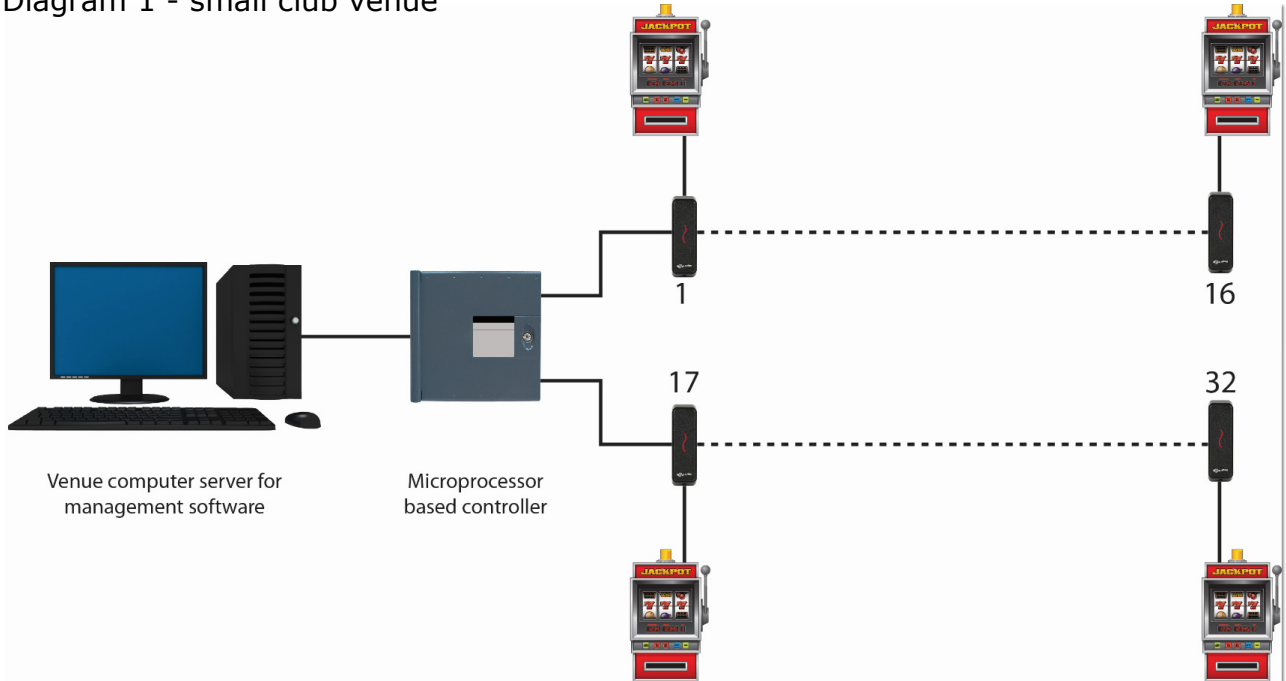 Diagram 1 - small club venue
JACKPOT
JACKPOT
1
16
17
32
Venue computer server for
management software
Microprocessor
based controller
JACKPOT
JACKPOT